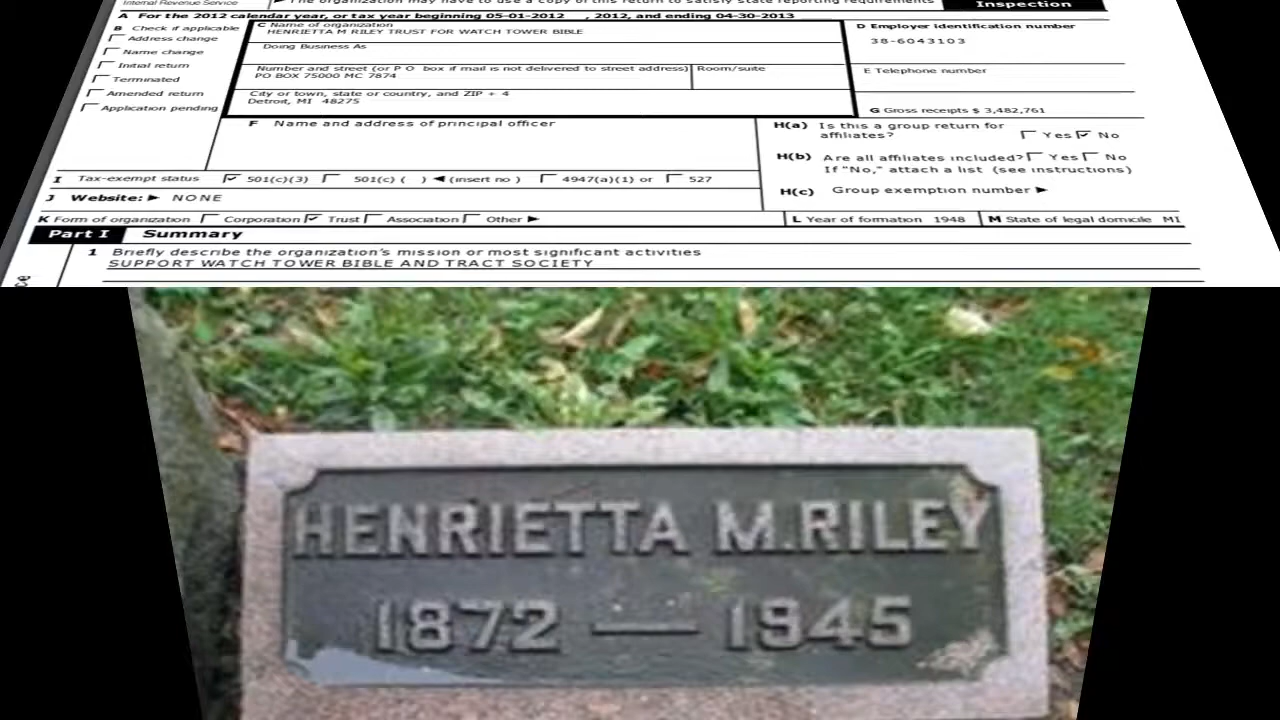 Internal Revenue Service
The organization may have to use a copy of this return to satisfy state reporting requirements
Inspection
A For the 2012 calendar year, or tax year beginning 05-01-2012 , 2012, and ending 04-30-2013
B Check if applicable
Address change
Name change
Initial return
Terminated
Amended return
Application pending
C Name of organization
HENRIETTA M RILEY TRUST FOR WATCH TOWER BIBLE
Doing Business As
Number and street (or P O box if mail is not delivered to street address) Room/suite
PO BOX 75000 MC 7874
City or town, state or country, and ZIP + 4
Detroit, MI 48275
D Employer identification number
38-6043103
E Telephone number
G Gross receipts $ 3,482,761
F Name and address of principal officer
H(a) Is this a group return for
affiliates? Yes No
H(b) Are all affiliates included? Yes No
If "No," attach a list (see instructions)
H(c) Group exemption number ►
I Tax-exempt status 501(c)(3) 501(c) ( ) ◄ (insert no ) 4947(a)(1) or 527
J Website: ► NONE
K Form of organization Corporation Trust Association Other ►
L Year of formation 1948
M State of legal domicile MI
Part I Summary
1 Briefly describe the organization's mission or most significant activities
SUPPORT WATCH TOWER BIBLE AND TRACT SOCIETY
HENRIETTA M. RILEY
1872 — 1945